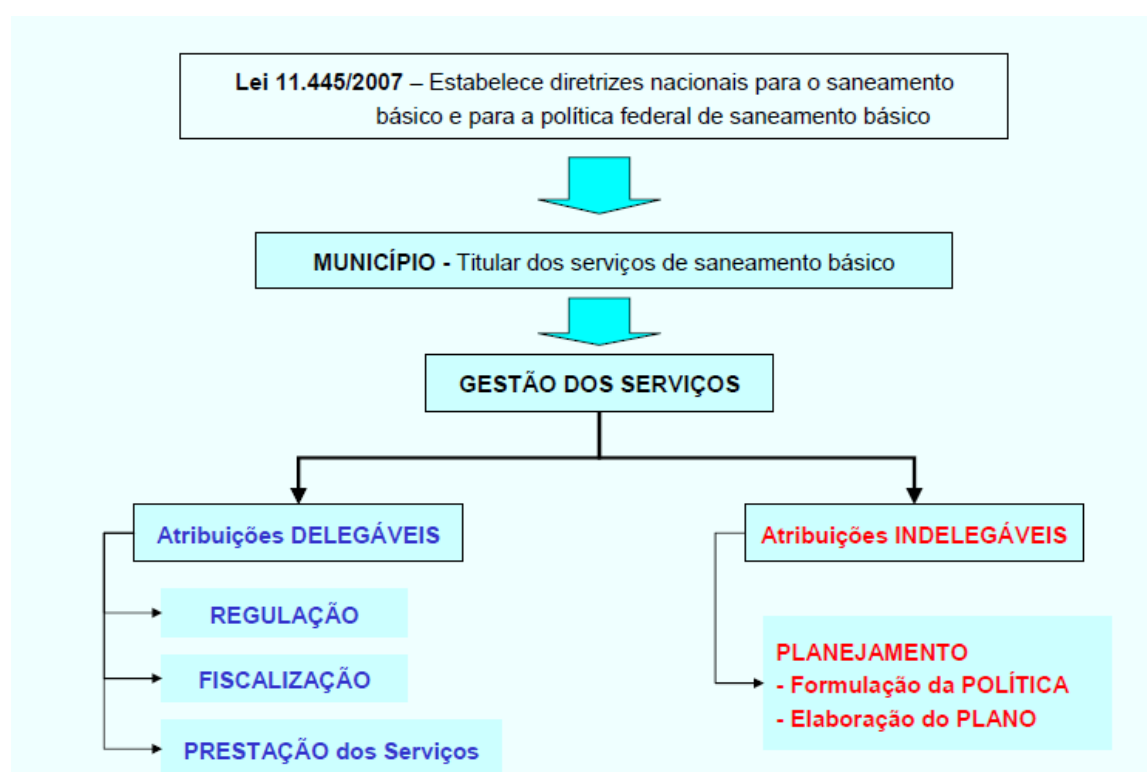 Lei 11.445/2007 – Estabelece diretrizes nacionais para o saneamento
básico e para a política federal de saneamento básico
MUNICÍPIO - Titular dos serviços de saneamento básico
GESTÃO DOS SERVIÇOS
Atribuições DELEGÁVEIS
REGULAÇÃO
FISCALIZAÇÃO
PRESTAÇÃO dos Serviços
Atribuições INDELEGÁVEIS
PLANEJAMENTO
- Formulação da POLÍTICA
- Elaboração do PLANO